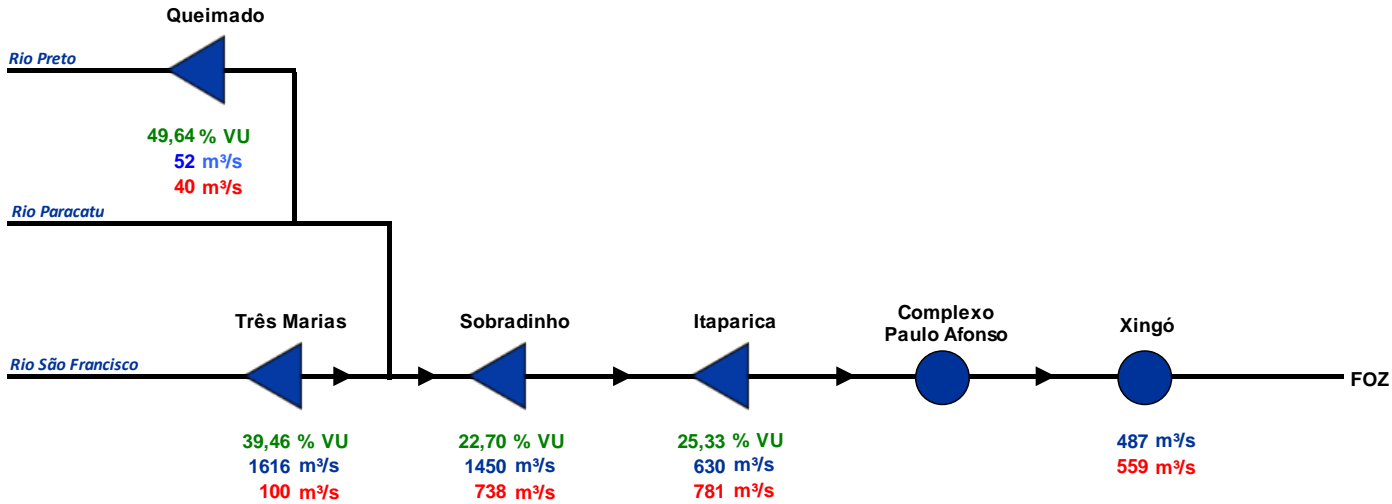 Queimado
Rio Preto
49,64 % VU
52 m³/s
40 m³/s
Rio Paracatu
Três Marias
Sobradinho
Itaparica
Complexo
Paulo Afonso
Xingó
Rio São Francisco
FOZ
39,46 % VU
1616 m³/s
100 m³/s
22,70 % VU
1450 m³/s
738 m³/s
25,33 % VU
630 m³/s
781 m³/s
487 m³/s
559 m³/s